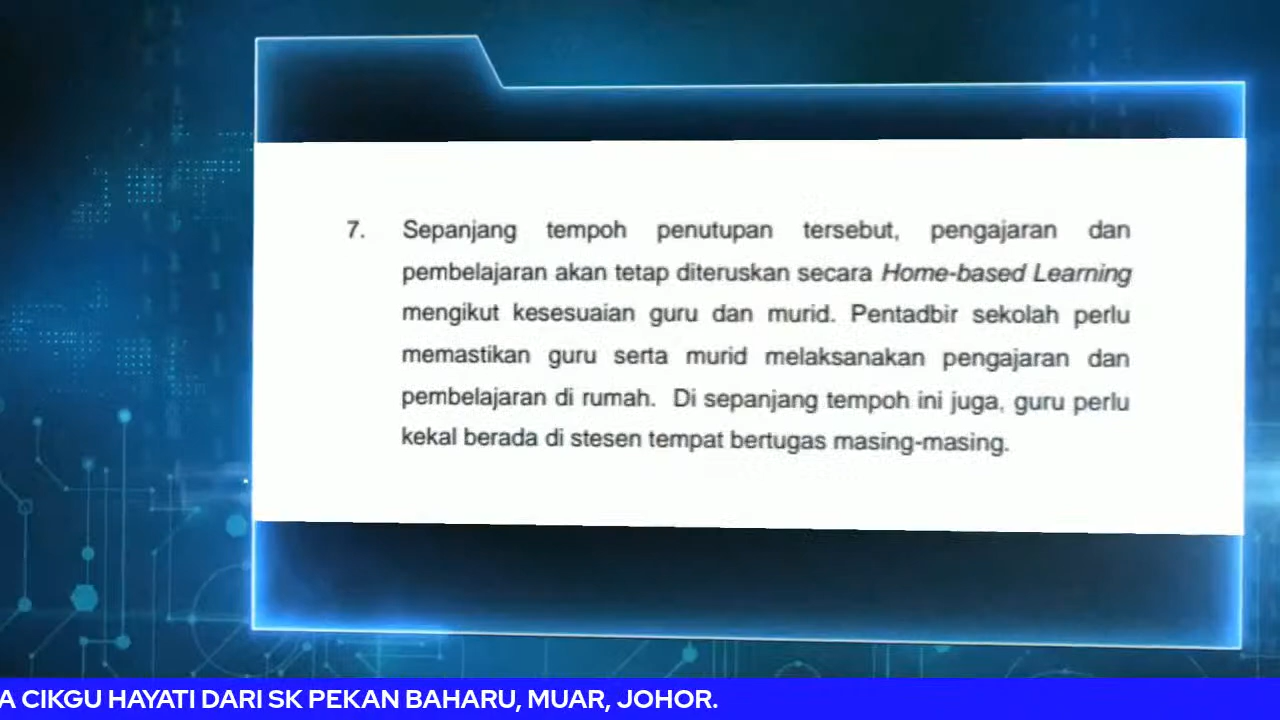 7. Sepanjang tempoh penutupan tersebut, pengajaran dan
pembelajaran akan tetap diteruskan secara Home-based Learning
mengikut kesesuaian guru dan murid. Pentadbir sekolah perlu
memastikan guru serta murid melaksanakan pengajaran dan
pembelajaran di rumah. Di sepanjang tempoh ini juga, guru perlu
kekal berada di stesen tempat bertugas masing-masing.
A CIKGU HAYATI DARI SK PEKAN BAHARU, MUAR, JOHOR.